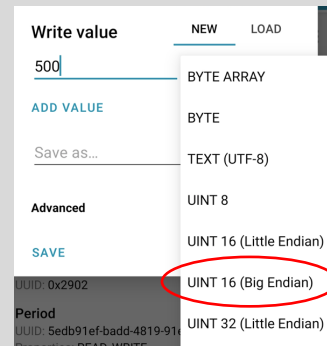 Write value
NEW
LOAD
500
ADD VALUE
Save as...
Advanced
SAVE
BYTE ARRAY
BYTE
TEXT (UTF-8)
UINT 8
UINT 16 (Little Endian)
UINT 16 (Big Endian)
UINT 32 (Little Endian)
UUID: 0x2902
Period
UUID: 5edb91ef-badd-4819-91e